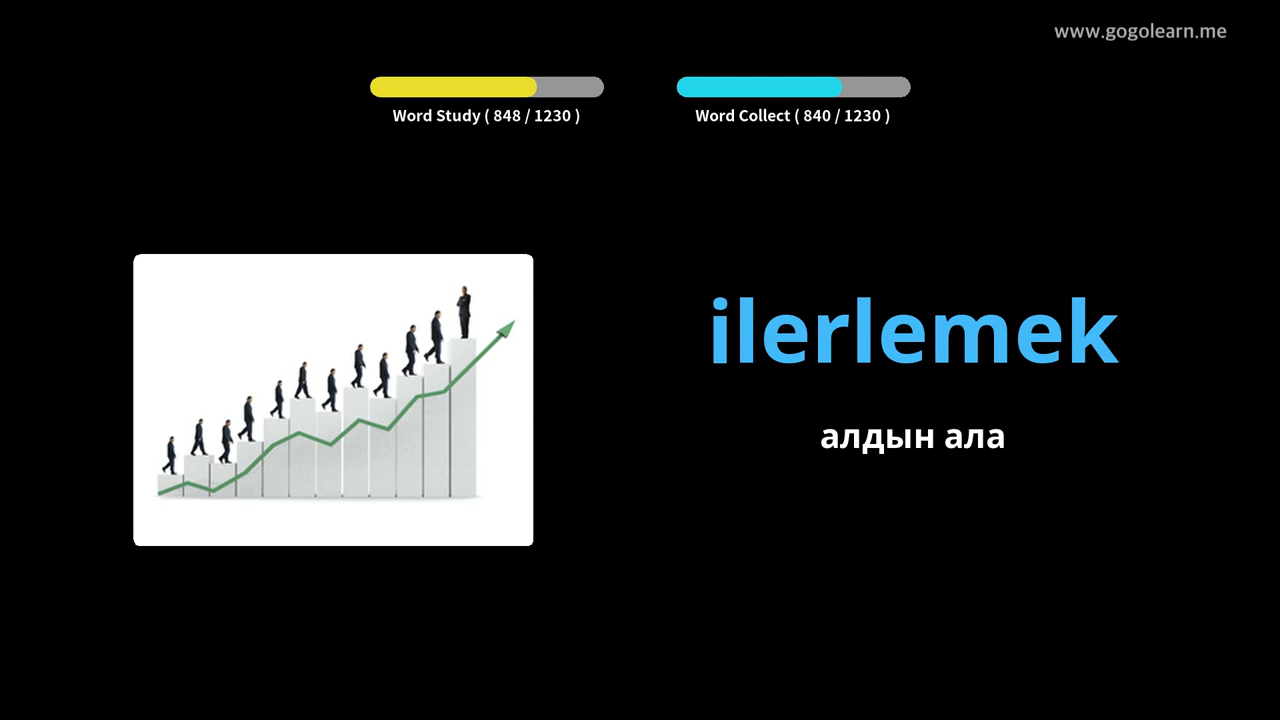 www.gogolearn.me
Word Study ( 848 / 1230 )
Word Collect ( 840 / 1230 )
ilerlemek
алдын ала